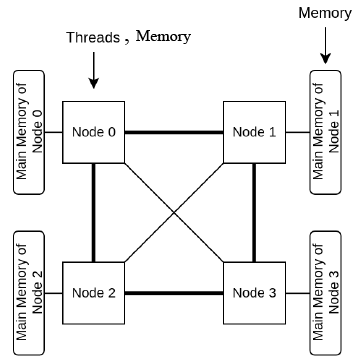 Memory
Threads , Memory
Main Memory of
Node 0
Node 0
Node 1
Main Memory of
Node 1
Main Memory of
Node 2
Node 2
Node 3
Main Memory of
Node 3